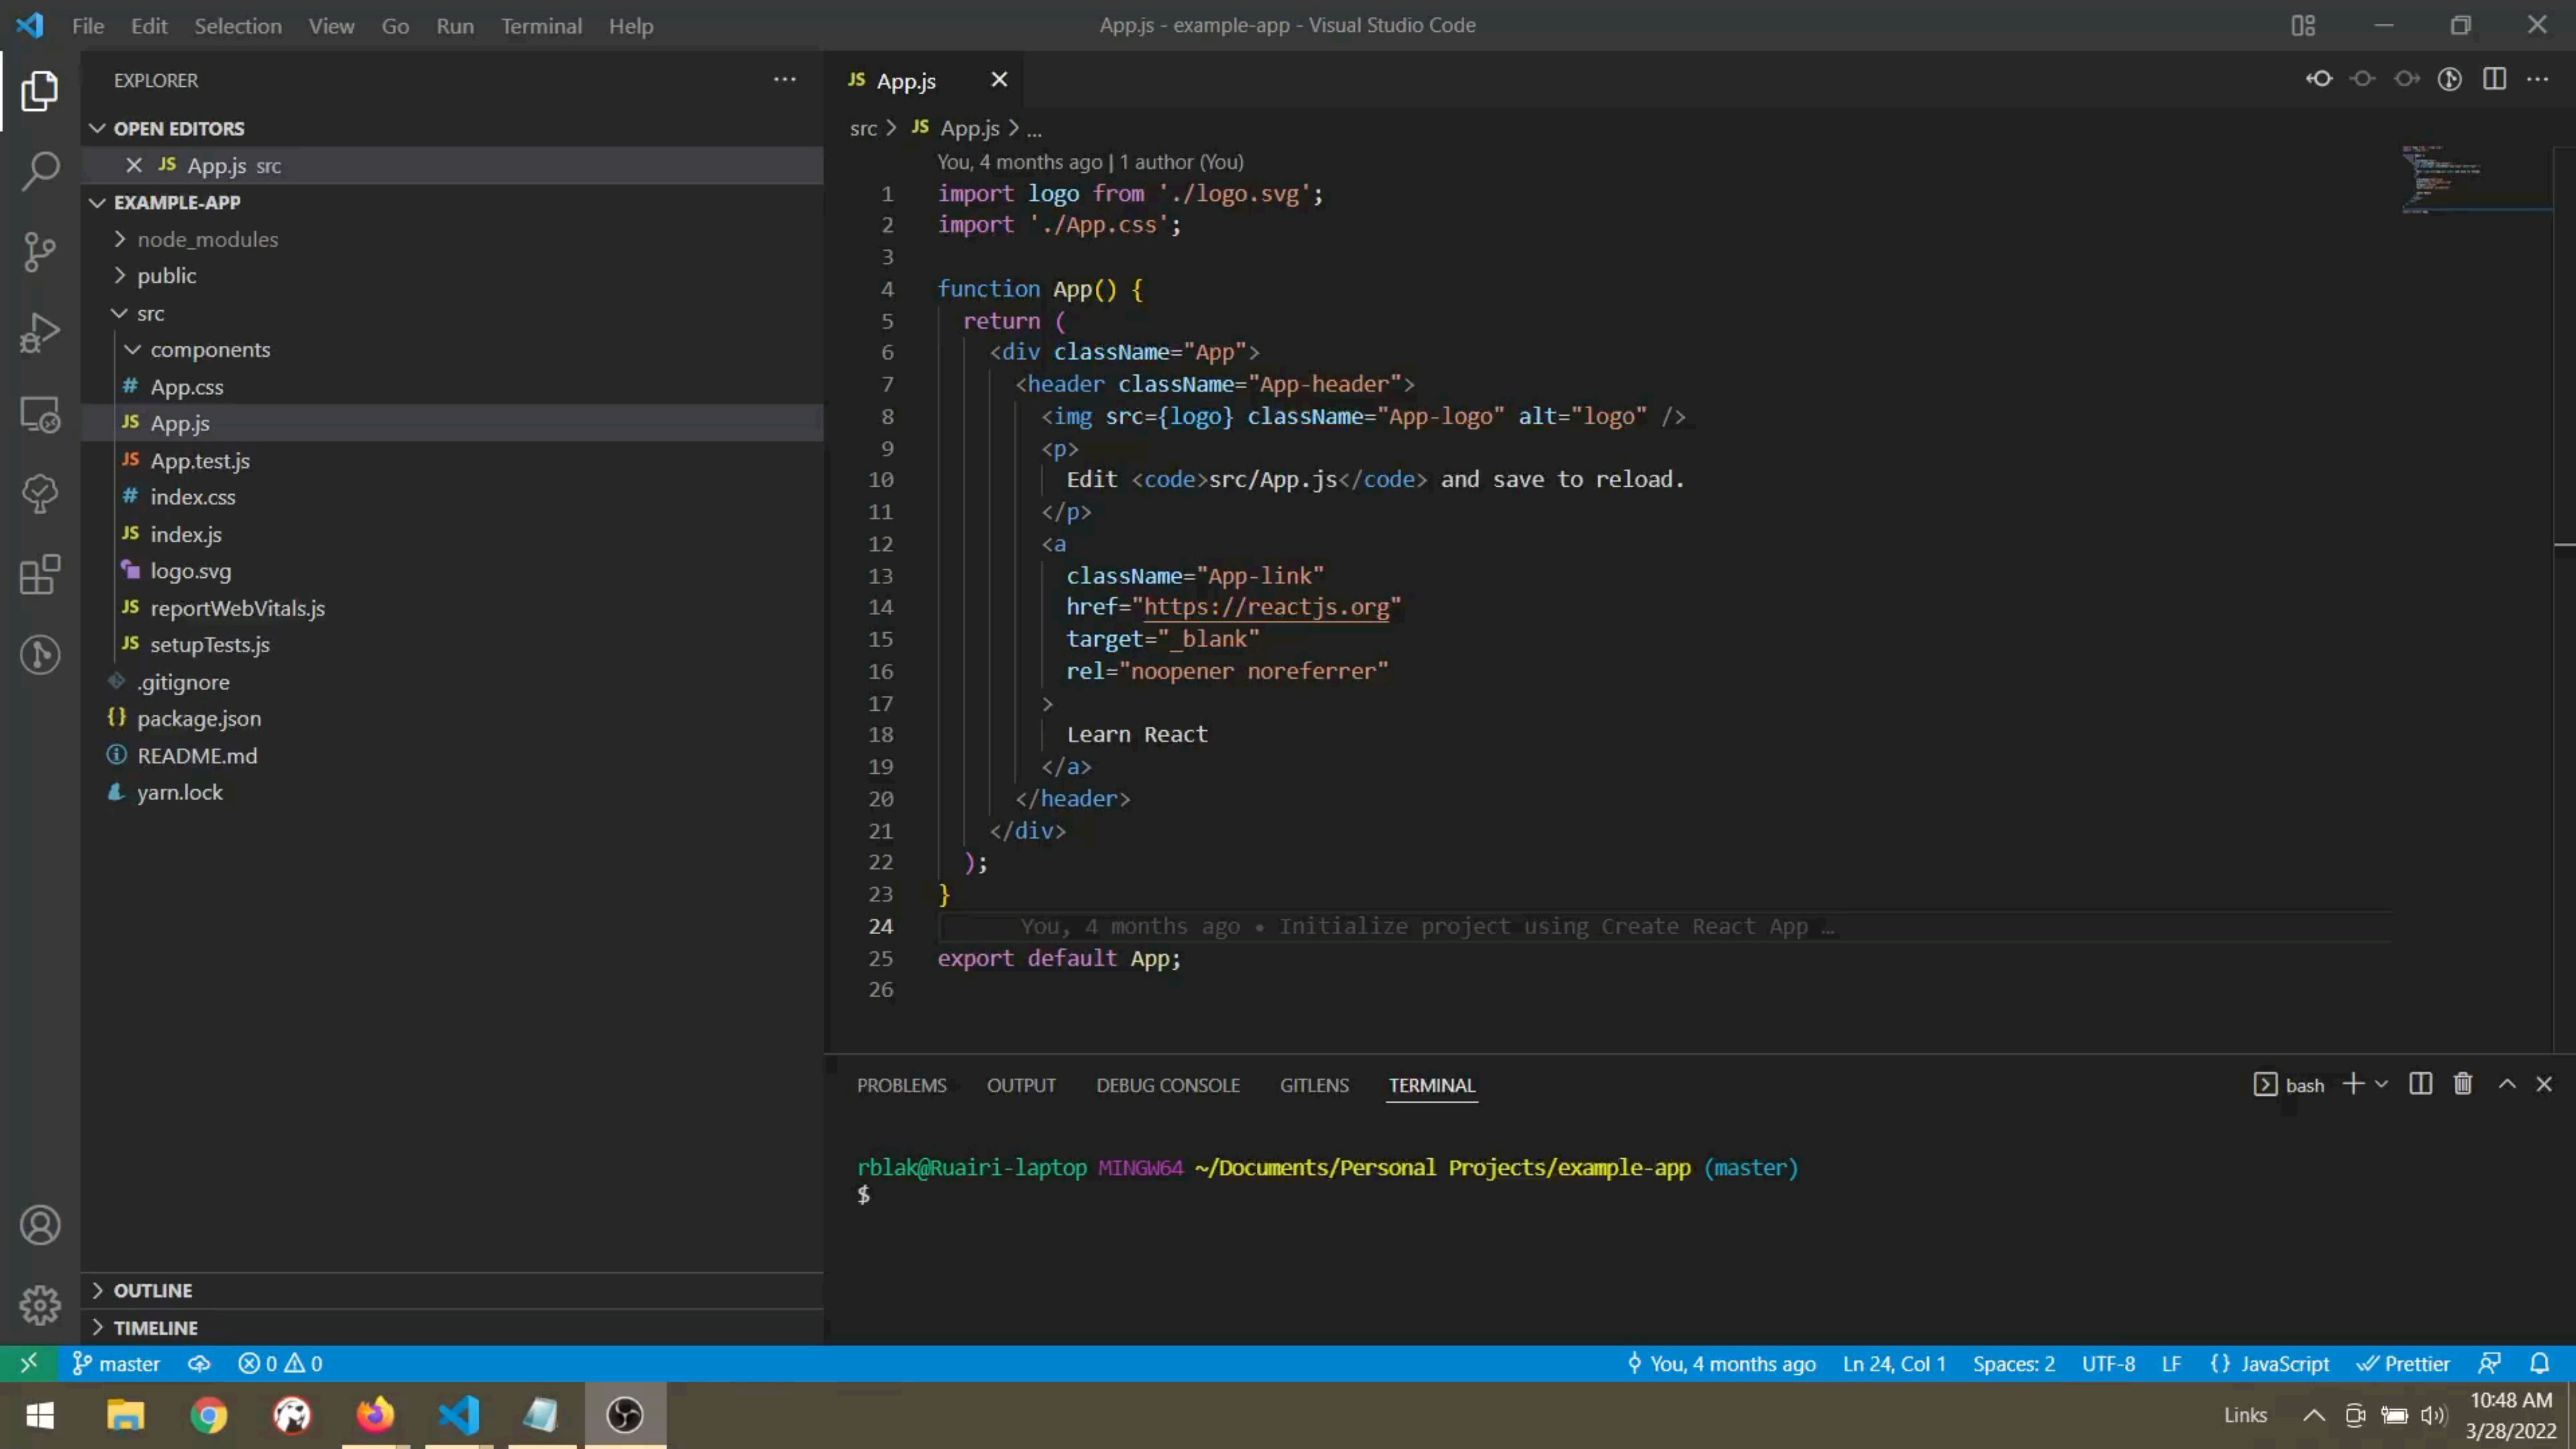 File Edit Selection View Go Run Terminal Help
App.js - example-app - Visual Studio Code
EXPLORER
OPEN EDITORS
JS App.js src
EXAMPLE-APP
node_modules
public
src
components
# App.css
JS App.js
JS App.test.js
# index.css
JS index.js
logo.svg
JS reportWebVitals.js
JS setupTests.js
.gitignore
{} package.json
README.md
yarn.lock
OUTLINE
TIMELINE
JS App.js
src > JS App.js > ...
You, 4 months ago | 1 author (You)
1 import logo from './logo.svg';
2 import './App.css';
3
4 function App() {
5 return (
6 <div className="App">
7 <header className="App-header">
8 <img src={logo} className="App-logo" alt="logo" />
9 <p>
10 Edit <code>src/App.js</code> and save to reload.
11 </p>
12 <a
13 className="App-link"
14 href="https://reactjs.org"
15 target="_blank"
16 rel="noopener noreferrer"
17 >
18 Learn React
19 </a>
20 </header>
21 </div>
22 );
23 }
24 You, 4 months ago • Initialize project using Create React App …
25 export default App;
26
PROBLEMS OUTPUT DEBUG CONSOLE GITLENS TERMINAL
bash
rblak@Ruairi-laptop MINGW64 ~/Documents/Personal Projects/example-app (master)
$
master 0 0
You, 4 months ago Ln 24, Col 1 Spaces: 2 UTF-8 LF {} JavaScript Prettier
Links
10:48 AM
3/28/2022